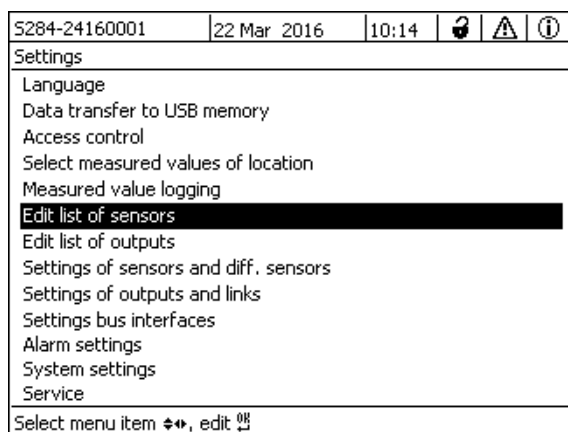 S284-24160001 22 Mar 2016 10:14
Settings
Language
Data transfer to USB memory
Access control
Select measured values of location
Measured value logging
Edit list of sensors
Edit list of outputs
Settings of sensors and diff. sensors
Settings of outputs and links
Settings bus interfaces
Alarm settings
System settings
Service
Select menu item , edit OK